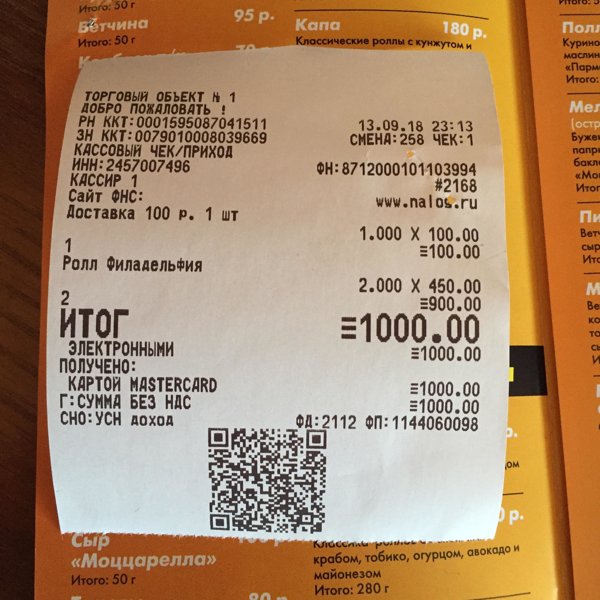 Итого: 50 г
Ветчина
95 р.
Итого: 50 г
Капа
180 р.
Классические роллы с кунжутом и
ТОРГОВЫЙ ОБЪЕКТ № 1
ДОБРО ПОЖАЛОВАТЬ !
РН ККТ:0001595087041511
13.09.18 23:13
ЗН ККТ:0079010008039669
СМЕНА:258 ЧЕК:1
КАССОВЫЙ ЧЕК/ПРИХОД
ИНН:2457007496
ФН:8712000101103994
КАССИР 1
#2168
Сайт ФНС:
www.nalog.ru
Доставка 100 р. 1 шт
1.000 X 100.00
1
≡100.00
Ролл Филадельфия
2.000 X 450.00
2
≡900.00
ИТОГ
≡1000.00
ЭЛЕКТРОННЫМИ
≡1000.00
ПОЛУЧЕНО:
КАРТОЙ MASTERCARD
≡1000.00
Г:СУММА БЕЗ НДС
≡1000.00
СНО:УСН доход
ФД:2112 ФП:1144060098
Сыр
«Моццарелла»
Итого: 50 г
крабом, тобико, огурцом, авокадо и
майонезом
Итого: 280 г
80 р.